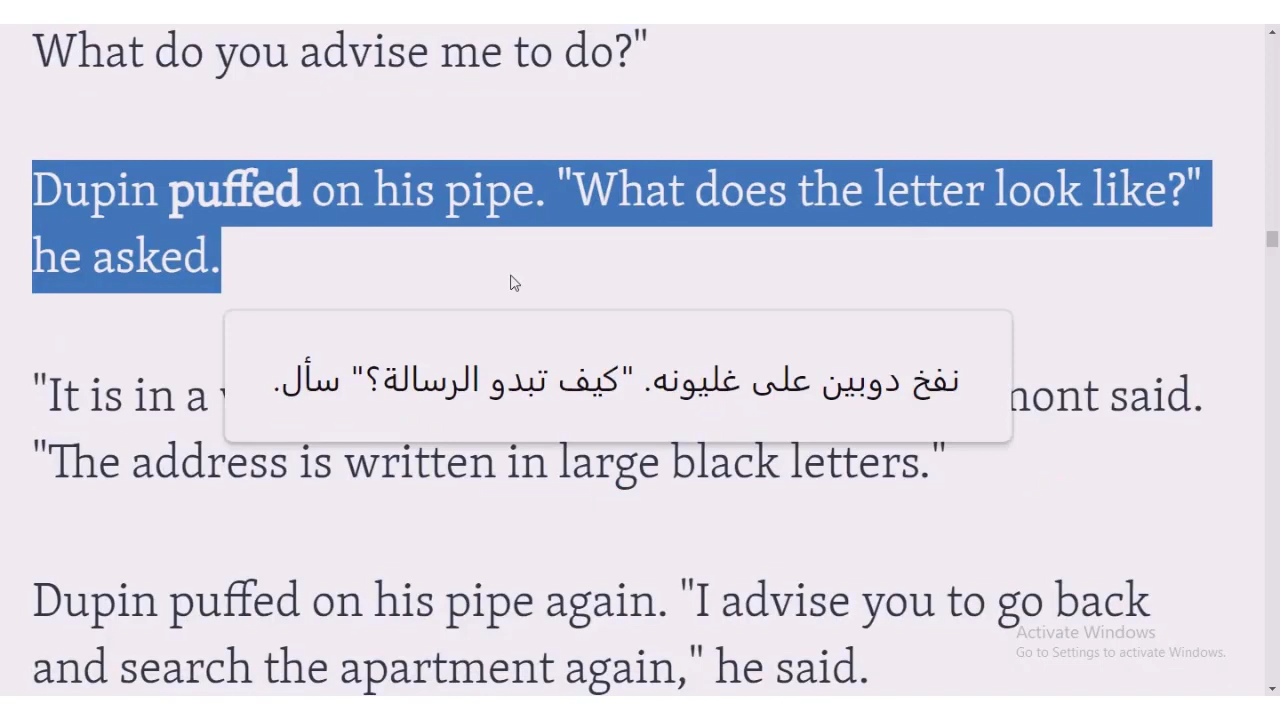 What do you advise me to do?"
Dupin puffed on his pipe. "What does the letter look like?"
he asked.
نفخ دوبين على غليونه. "كيف تبدو الرسالة؟" سأل.
"It is in a
said.
"The address is written in large black letters."
Dupin puffed on his pipe again. "I advise you to go back
and search the apartment again," he said.
Activate Windows
Go to Settings to activate Windows.